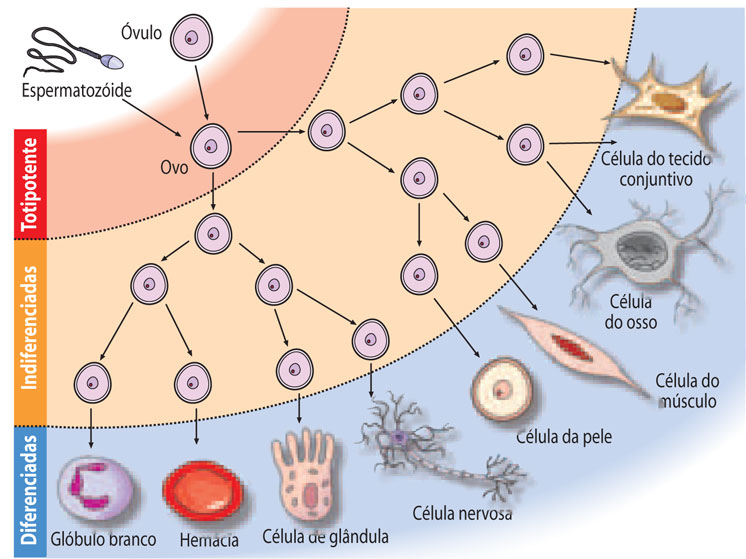 Óvulo
Espermatozóide
Ovo
Totipotente
Indiferenciadas
Diferenciadas
Célula do tecido
conjuntivo
Célula
do osso
Célula do
músculo
Célula da pele
Célula nervosa
Célula de glândula
Hemácia
Glóbulo branco